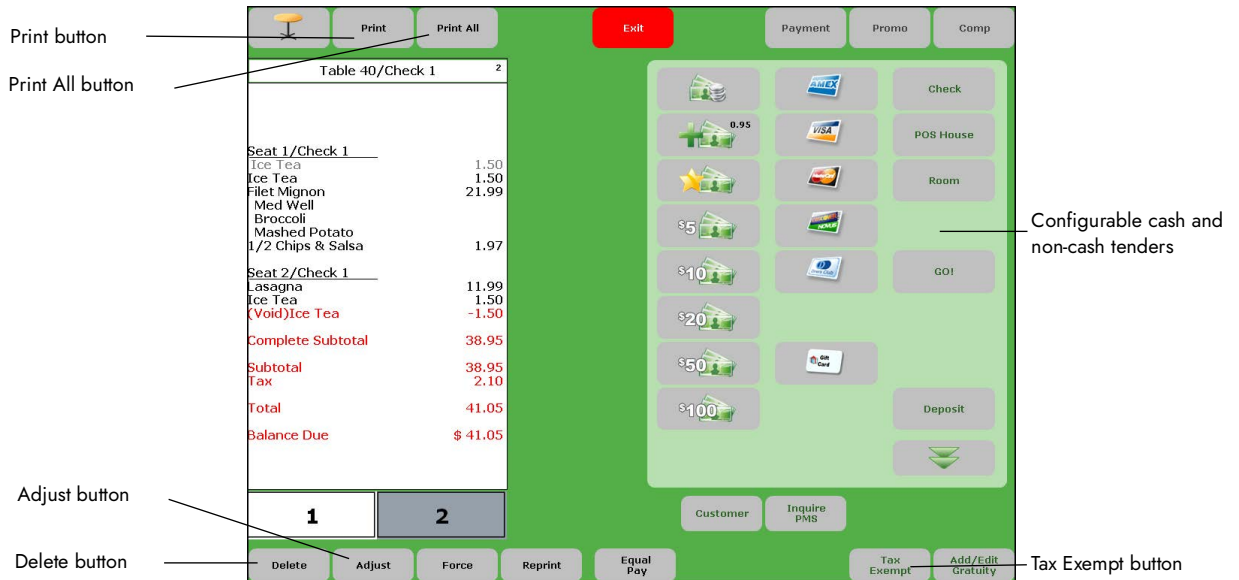 Print button
Print All button
Print
Print All
Exit
Payment
Promo
Comp
Table 40/Check 1
2
Seat 1/Check 1
Ice Tea 1.50
Ice Tea 1.50
Filet Mignon 21.99
Med Well
Broccoli
Mashed Potato
1/2 Chips & Salsa 1.97
Seat 2/Check 1
Lasagna 11.99
Ice Tea 1.50
(Void)Ice Tea -1.50
Complete Subtotal 38.95
Subtotal 38.95
Tax 2.10
Total 41.05
Balance Due $ 41.05
1
2
AMEX
Check
0.95
VISA
POS House
Room
$5
NOVUS
$10
GO!
$20
$50
Gift
Card
$100
Deposit
Configurable cash and
non-cash tenders
Customer
Inquire
PMS
Adjust button
Delete button
Delete
Adjust
Force
Reprint
Equal
Pay
Tax
Exempt
Add/Edit
Gratuity
Tax Exempt button